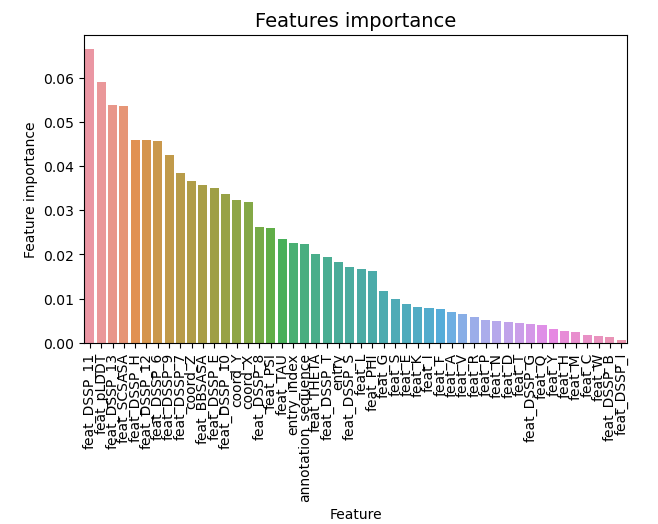 Features importance
Feature importance
0.06
0.05
0.04
0.03
0.02
0.01
0.00
feat_DSSP_11
feat_pLDDT
feat_DSSP_13
feat_SCSASA
feat_DSSP_H
feat_DSSP_12
feat_DSSP_6
feat_DSSP_9
feat_DSSP_7
coord_Z
feat_BBSASA
feat_DSSP_E
feat_DSSP_10
coord_Y
coord_X
feat_DSSP_8
feat_PSI
feat_TAU
entry_index
annotation_sequence
feat_THETA
feat_DSSP_T
entry
feat_DSSP_S
feat_L
feat_PHI
feat_G
feat_S
feat_E
feat_K
feat_I
feat_F
feat_A
feat_V
feat_R
feat_P
feat_N
feat_D
feat_T
feat_DSSP_G
feat_Q
feat_Y
feat_H
feat_M
feat_C
feat_W
feat_DSSP_B
feat_DSSP_I
Feature